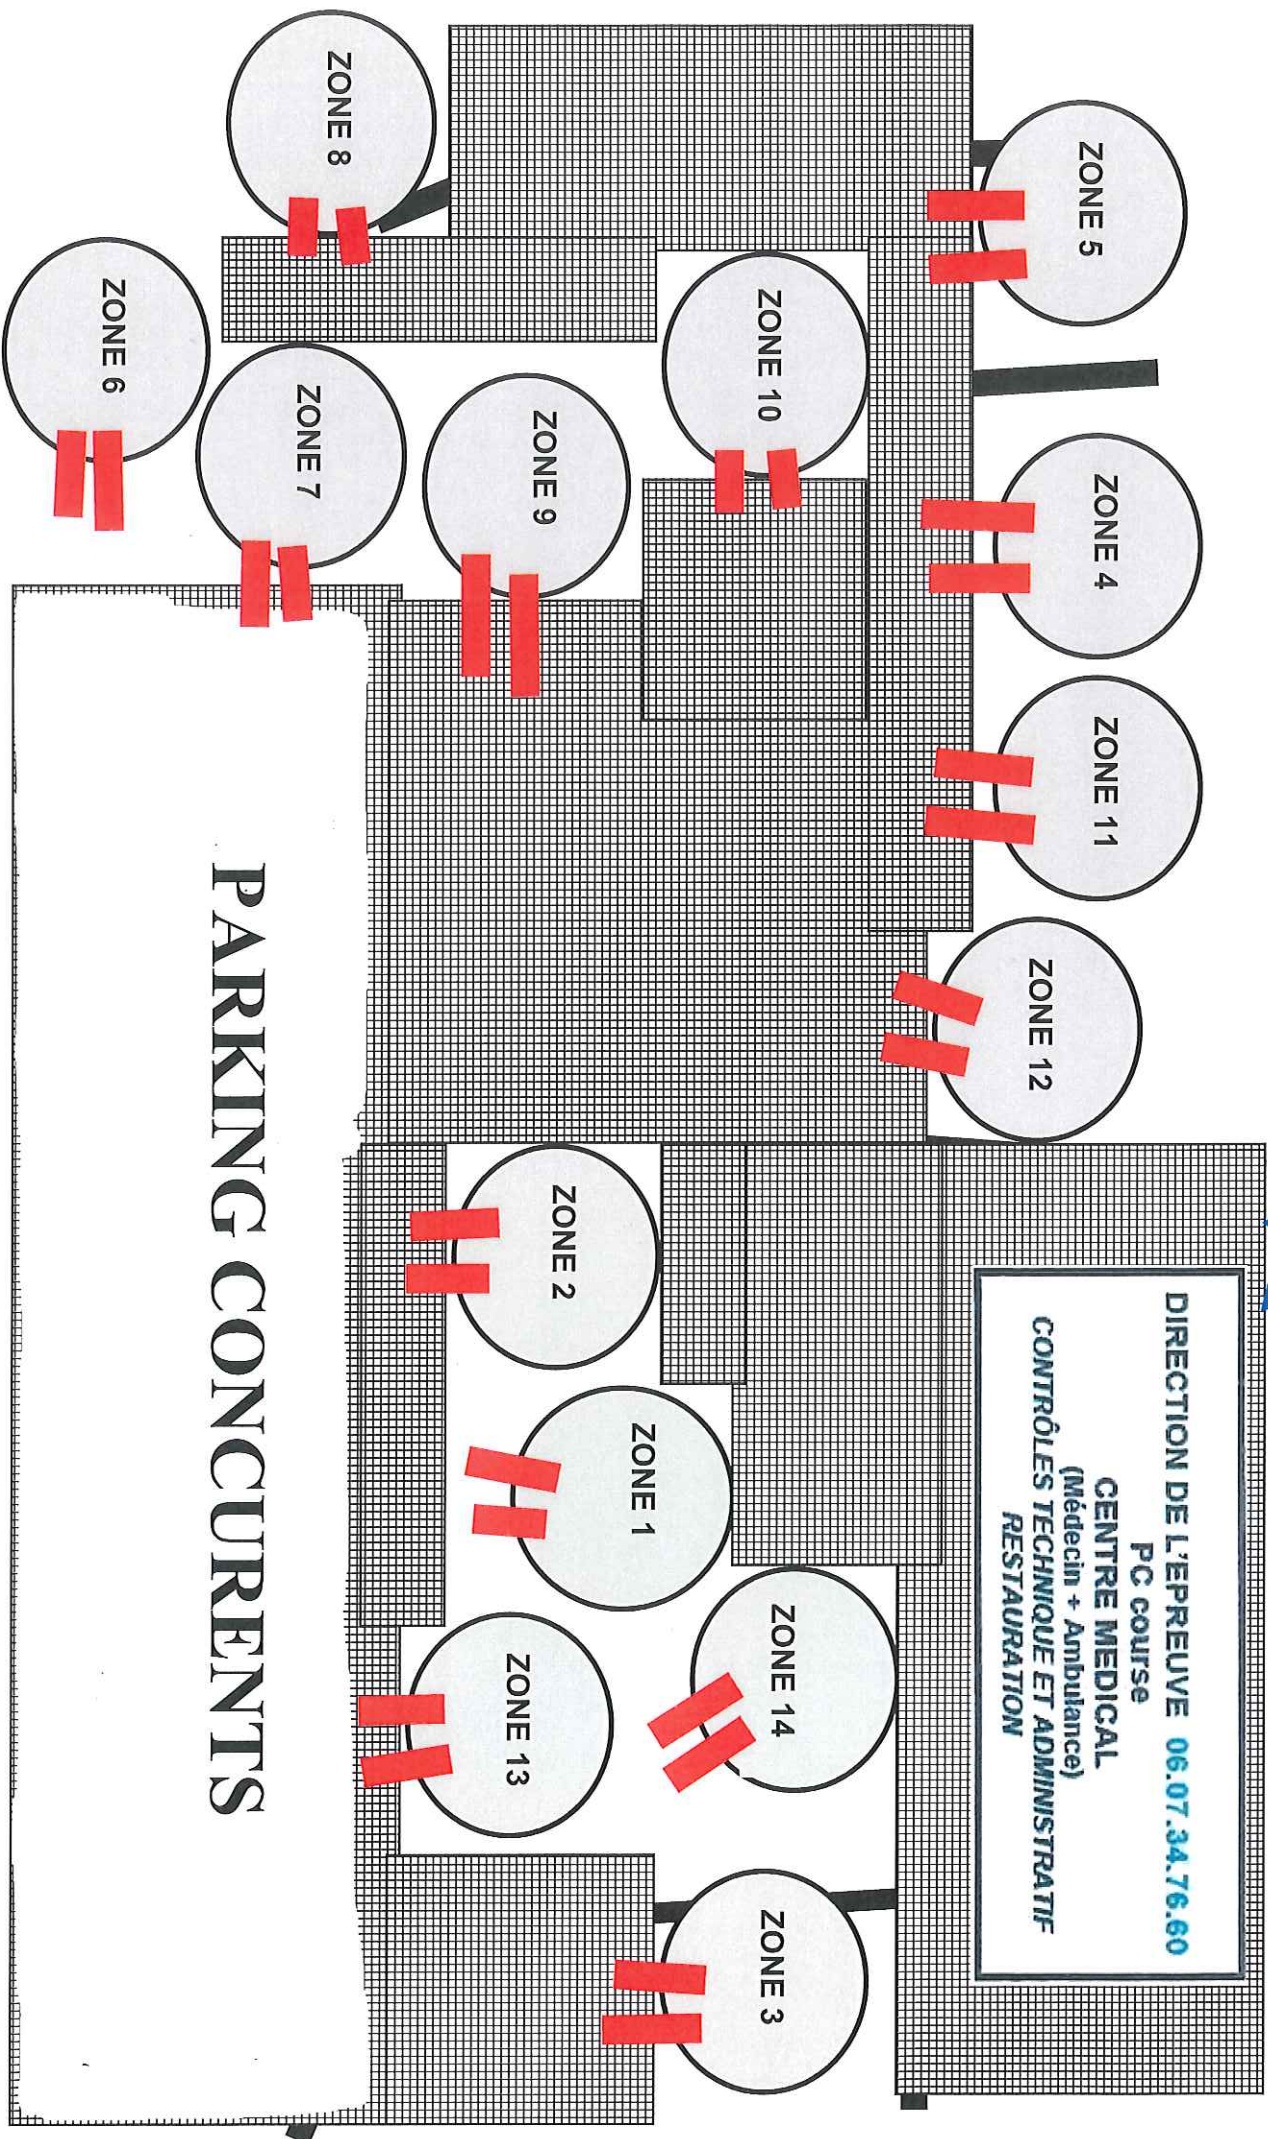 DIRECTION DE L'EPREUVE 06.07.34.76.60
PC course
CENTRE MEDICAL
(Médecin + Ambulance)
CONTRÔLES TECHNIQUE ET ADMINISTRATIF
RESTAURATION
ZONE 5
ZONE 4
ZONE 11
ZONE 12
ZONE 10
ZONE 14
ZONE 3
ZONE 8
ZONE 9
ZONE 2
ZONE 1
ZONE 13
ZONE 6
ZONE 7
PARKING CONCURENTS